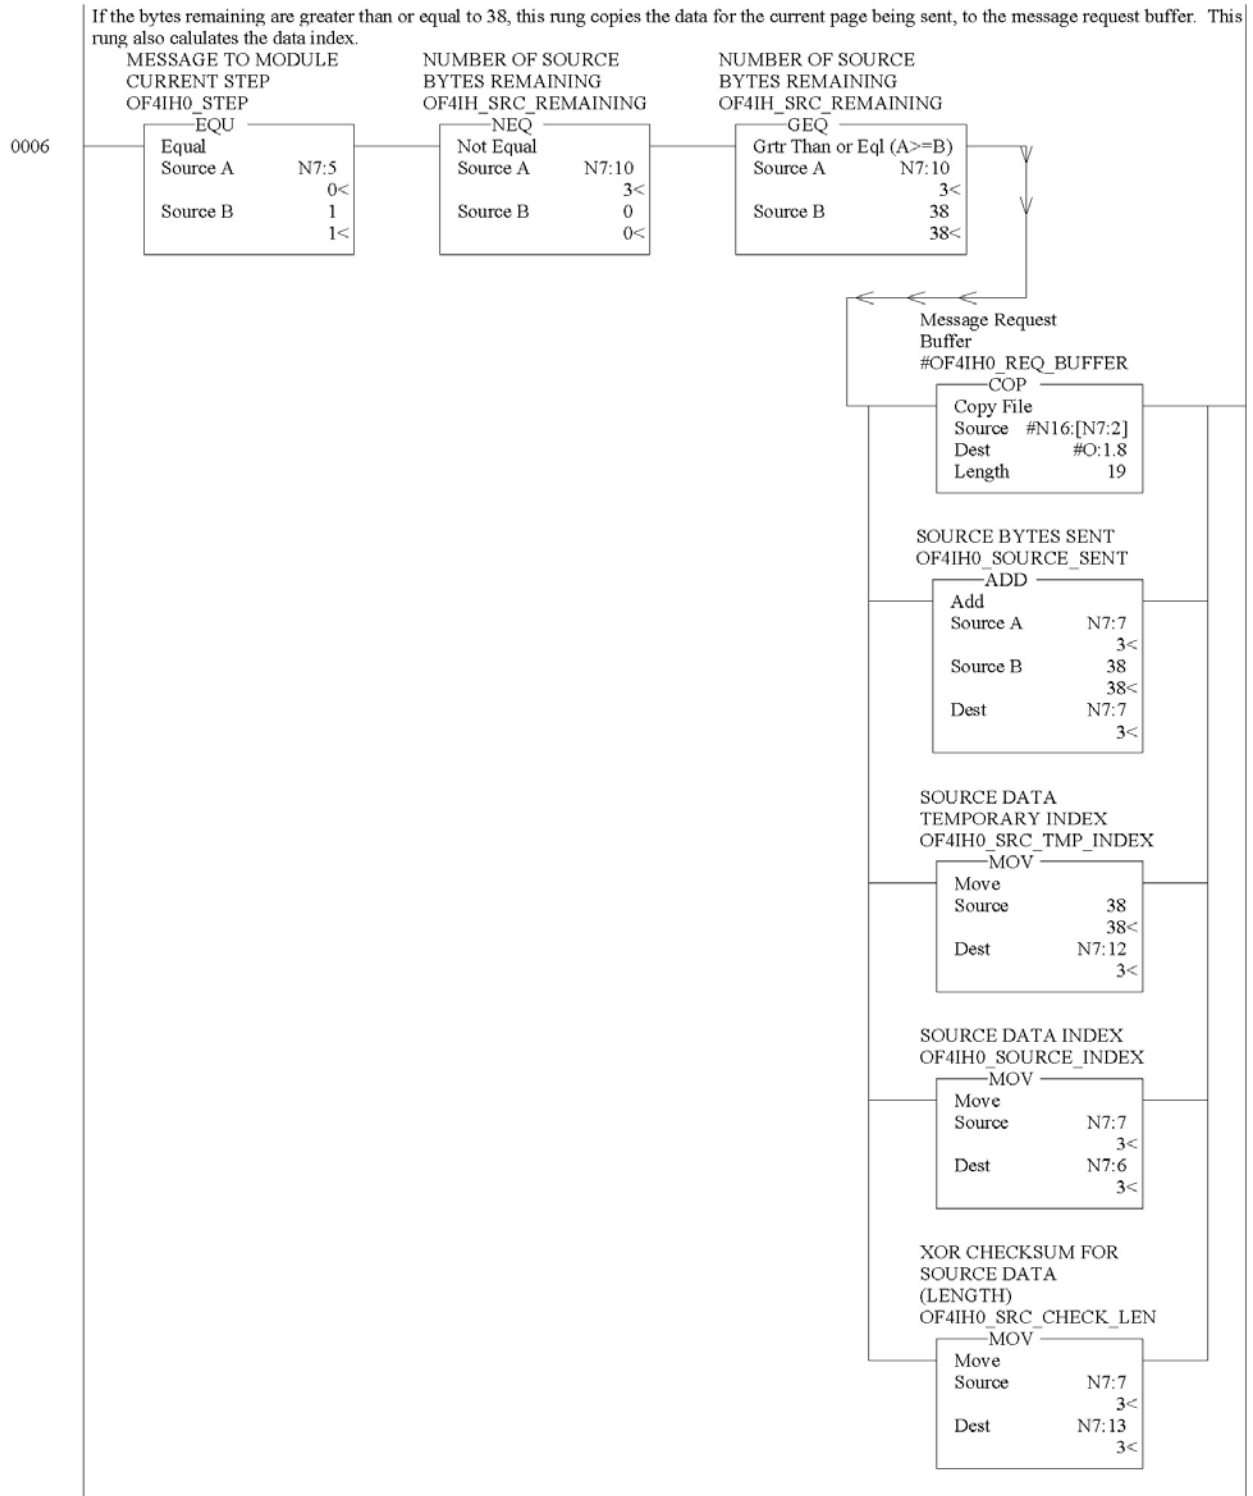 If the bytes remaining are greater than or equal to 38, this rung copies the data for the current page being sent, to the message request buffer.  This
rung also calulates the data index.
MESSAGE TO MODULE
CURRENT STEP
OF4IH0_STEP
EQU
Equal
Source A N7:5
0<
Source B 1
1<
NUMBER OF SOURCE
BYTES REMAINING
OF4IH_SRC_REMAINING
NEQ
Not Equal
Source A N7:10
3<
Source B 0
0<
NUMBER OF SOURCE
BYTES REMAINING
OF4IH_SRC_REMAINING
GEQ
Grtr Than or Eql (A>=B)
Source A N7:10
3<
Source B 38
38<
0006
Message Request
Buffer
#OF4IH0_REQ_BUFFER
COP
Copy File
Source #N16:[N7:2]
Dest #O:1.8
Length 19
SOURCE BYTES SENT
OF4IH0_SOURCE_SENT
ADD
Add
Source A N7:7
3<
Source B 38
38<
Dest N7:7
3<
SOURCE DATA
TEMPORARY INDEX
OF4IH0_SRC_TMP_INDEX
MOV
Move
Source 38
38<
Dest N7:12
3<
SOURCE DATA INDEX
OF4IH0_SOURCE_INDEX
MOV
Move
Source N7:7
3<
Dest N7:6
3<
XOR CHECKSUM FOR
SOURCE DATA
(LENGTH)
OF4IH0_SRC_CHECK_LEN
MOV
Move
Source N7:7
3<
Dest N7:13
3<